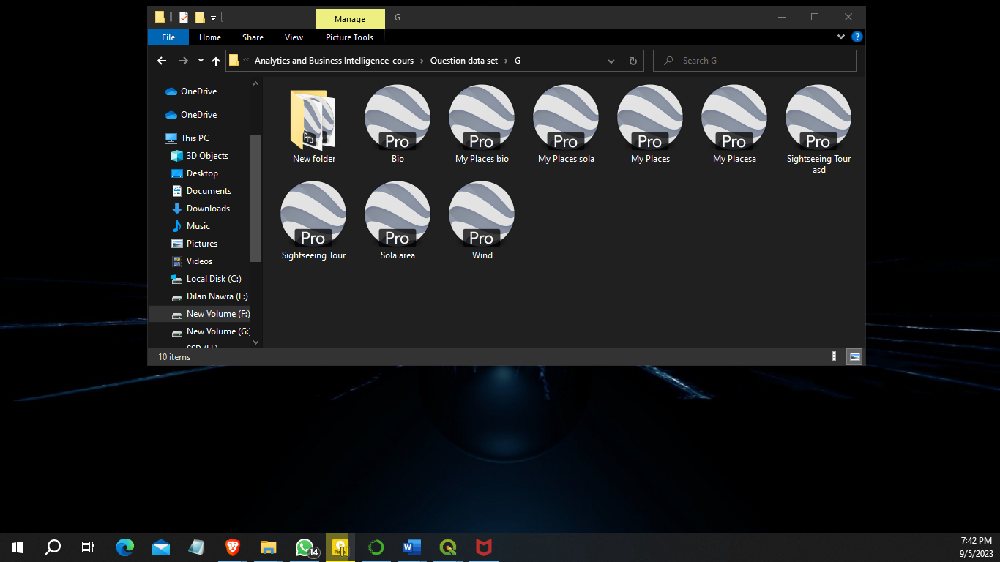 Manage
G
File
Home
Share
View
Picture Tools
?
«
Analytics and Business Intelligence-cours › Question data set › G
Search G
OneDrive
OneDrive
This PC
3D Objects
Desktop
Documents
Downloads
Music
Pictures
Videos
Local Disk (C:)
Dilan Nawra (E:)
New Volume (F:)
New Volume (G:
Pro
Pro
Pro
Pro
Pro
Pro
Pro
New folder
Bio
My Places bio
My Places sola
My Places
My Placesa
Sightseeing Tour
asd
Pro
Pro
Pro
Sightseeing Tour
Sola area
Wind
10 items
14
W
7:42 PM
9/5/2023